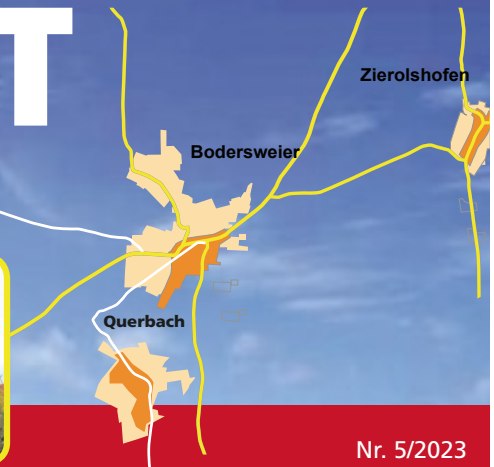 T
Zierolshofen
Bodersweier
Querbach
Nr. 5/2023